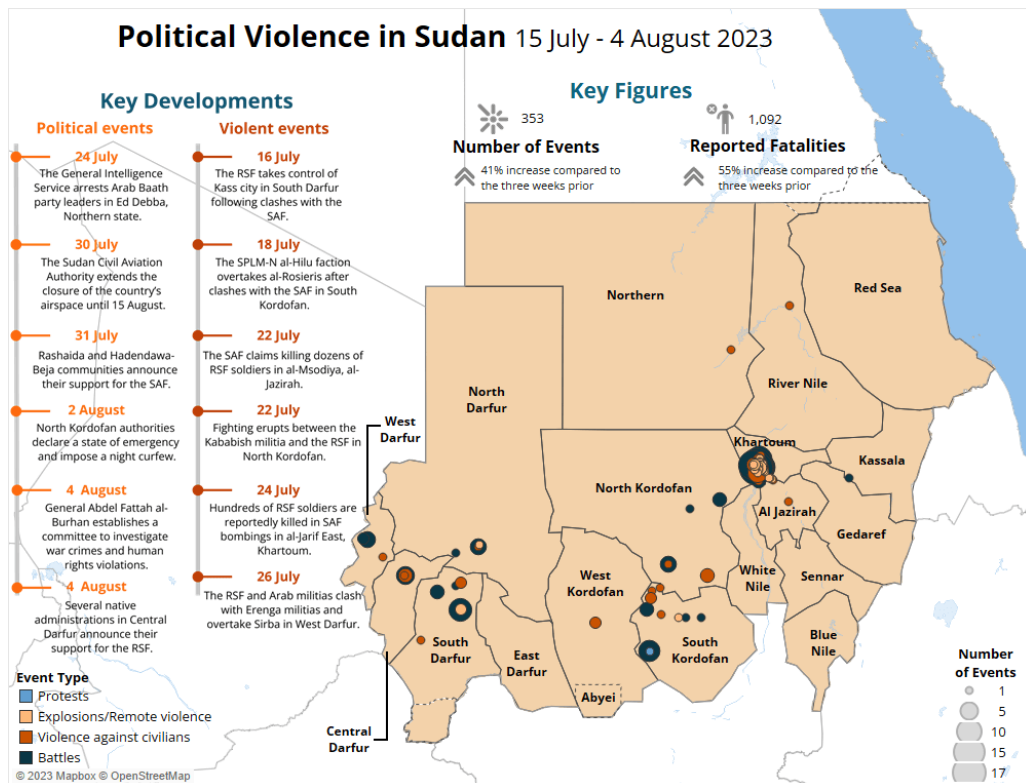 Political Violence in Sudan 15 July - 4 August 2023
Key Developments
Political events
24 July
The General Intelligence
Service arrests Arab Baath
party leaders in Ed Debba,
Northern state.
30 July
The Sudan Civil Aviation
Authority extends the
closure of the country's
airspace until 15 August.
31 July
Rashaida and Hadendawa-
Beja communities announce
their support for the SAF.
2 August
North Kordofan authorities
declare a state of emergency
and impose a night curfew.
4 August
General Abdel Fattah al-
Burhan establishes a
committee to investigate
war crimes and human
rights violations.
4 August
Several native
administrations in Central
Darfur announce their
support for the RSF.
Violent events
16 July
The RSF takes control of
Kass city in South Darfur
following clashes with the
SAF.
18 July
The SPLM-N al-Hilu faction
overtakes al-Rosieris after
clashes with the SAF in South
Kordofan.
22 July
The SAF claims killing dozens of
RSF soldiers in al-Msodiya, al-
Jazirah.
22 July
Fighting erupts between the
Kababish militia and the RSF in
North Kordofan.
24 July
Hundreds of RSF soldiers are
reportedly killed in SAF
bombings in al-Jarif East,
Khartoum.
26 July
The RSF and Arab militias clash
with Erenga militias and
overtake Sirba in West Darfur.
Key Figures
353
Number of Events
41% increase compared to
the three weeks prior
1,092
Reported Fatalities
55% increase compared to the
three weeks prior
Northern
Red Sea
River Nile
North
Darfur
West
Darfur
Khartoum
Kassala
North Kordofan
Al Jazirah
Gedaref
West
Kordofan
White
Nile
Sennar
South
Darfur
East
Darfur
South
Kordofan
Blue
Nile
Abyei
Central
Darfur
Event Type
Protests
Explosions/Remote violence
Violence against civilians
Battles
Number
of Events
1
5
10
15
17
© 2023 Mapbox © OpenStreetMap